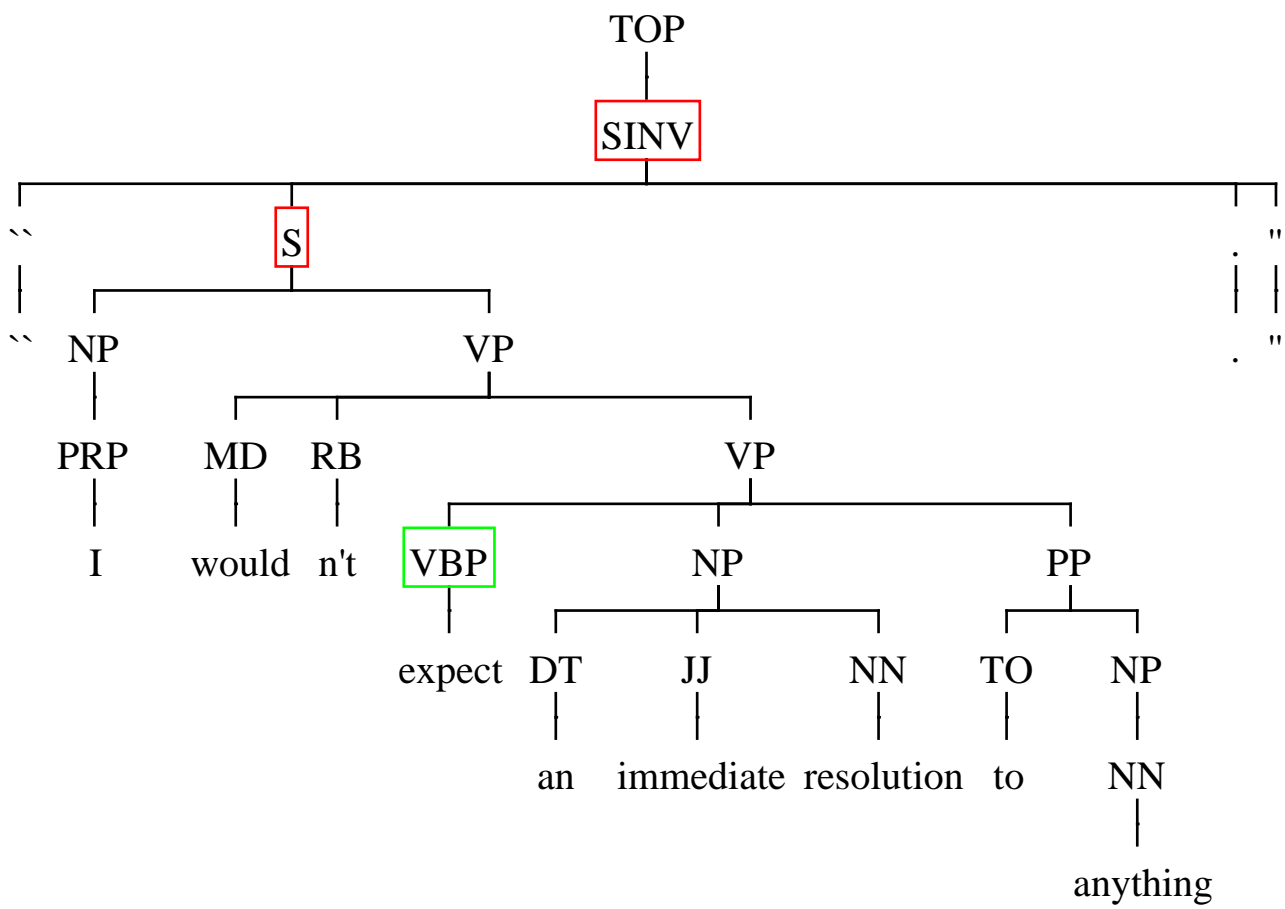 TOP
SINV
`` S . "
`` NP VP . "
PRP MD RB VP
I would n't VBP NP PP
expect DT JJ NN TO NP
an immediate resolution to NN
anything